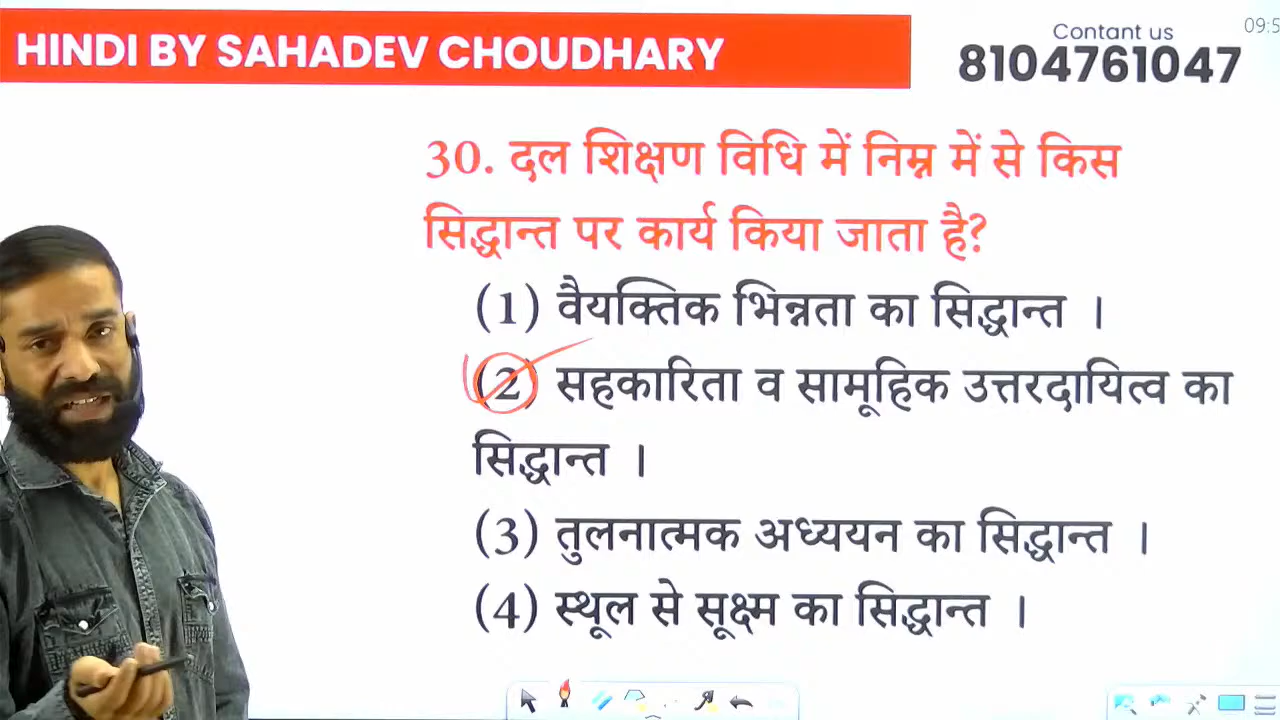 HINDI BY SAHADEV CHOUDHARY
Contant us
8104761047
09:5
30. दल शिक्षण विधि में निम्न में से किस
सिद्धान्त पर कार्य किया जाता है?
(1) वैयक्तिक भिन्नता का सिद्धान्त ।
(2) सहकारिता व सामूहिक उत्तरदायित्व का
सिद्धान्त ।
(3) तुलनात्मक अध्ययन का सिद्धान्त ।
(4) स्थूल से सूक्ष्म का सिद्धान्त ।